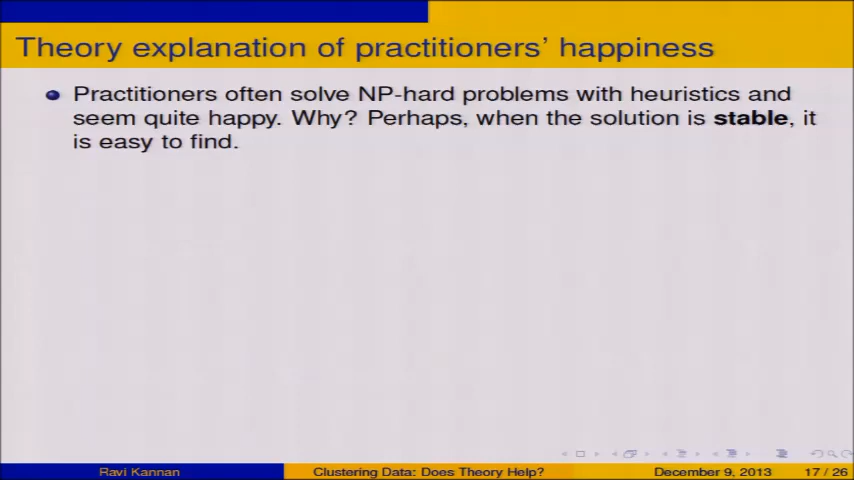 Theory explanation of practitioners' happiness
Practitioners often solve NP-hard problems with heuristics and
seem quite happy. Why? Perhaps, when the solution is stable, it
is easy to find.
Ravi Kannan
Clustering Data: Does Theory Help?
December 9, 2013
17 / 26